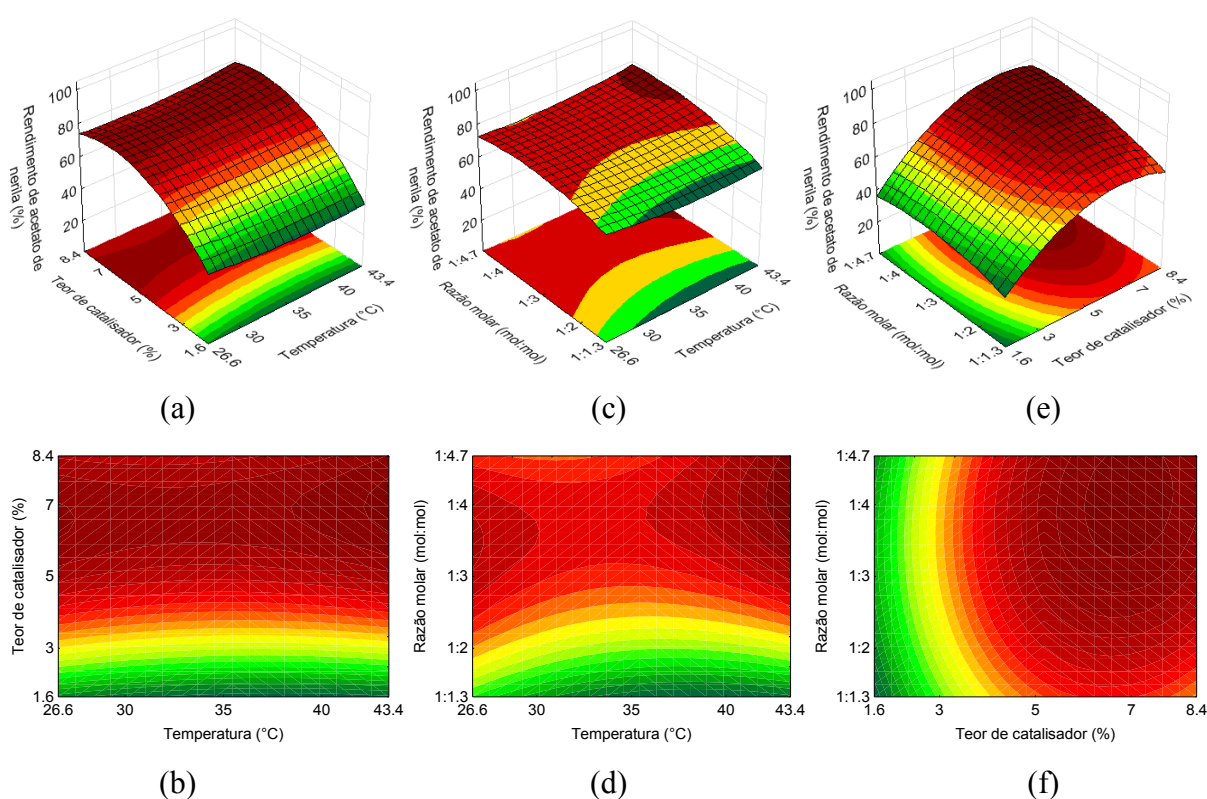 100
80
60
40
20
Rendimento de acetato de
nerila (%)
8.4
7
5
3
1.6
Teor de catalisador (%)
26.6
30
35
40
43.4
Temperatura (°C)
(a)
100
80
60
40
20
Rendimento de acetato de
nerila (%)
1:4.7
1:4
1:3
1:2
1:1.3
Razão molar (mol:mol)
26.6
30
35
40
43.4
Temperatura (°C)
(c)
100
80
60
40
20
Rendimento de acetato de
nerila (%)
1:4.7
1:4
1:3
1:2
1:1.3
Razão molar (mol:mol)
1.6
3
5
7
8.4
Teor de catalisador (%)
(e)
8.4
7
5
3
1.6
Teor de catalisador (%)
26.6 30 35 40 43.4
Temperatura (°C)
(b)
1:4.7
1:4
1:3
1:2
1:1.3
Razão molar (mol:mol)
26.6 30 35 40 43.4
Temperatura (°C)
(d)
1:4.7
1:4
1:3
1:2
1:1.3
Razão molar (mol:mol)
1.6 3 5 7 8.4
Teor de catalisador (%)
(f)